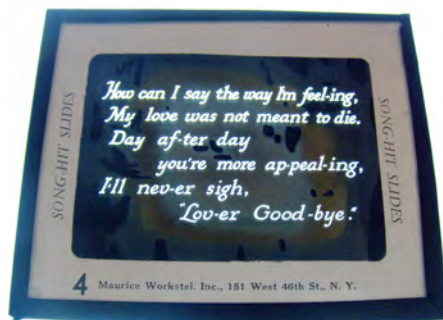 How can I say the way I'm feel-ing,
My love was not meant to die.
Day af-ter day
you're more ap-peal-ing,
I'll nev-er sigh,
"Lov-er Good-bye."
SONG-HIT SLIDES
SONG-HIT SLIDES
4 Maurice Workstel. Inc., 151 West 46th St., N. Y.